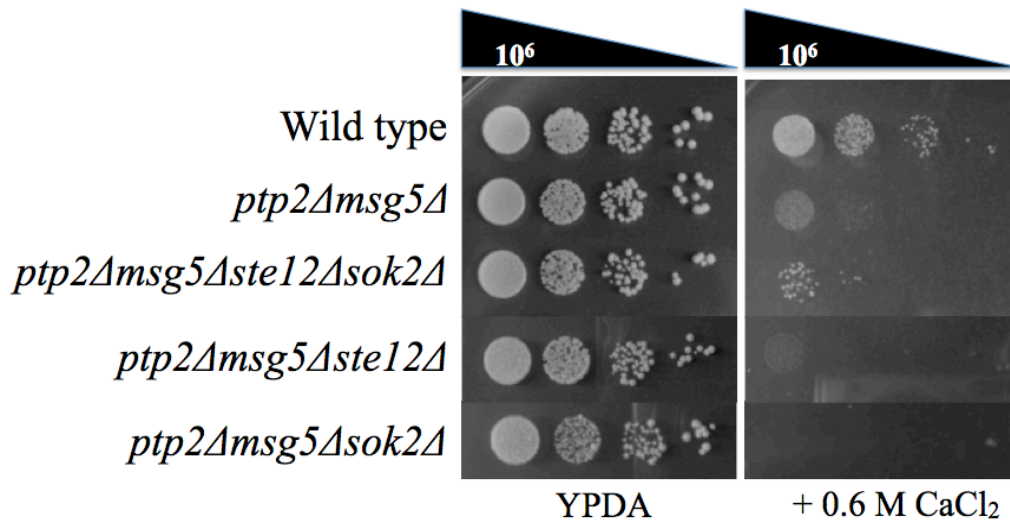 10⁶ 10⁶
Wild type
ptp2Δmsg5Δ
ptp2Δmsg5Δste12Δsok2Δ
ptp2Δmsg5Δste12Δ
ptp2Δmsg5Δsok2Δ
YPDA + 0.6 M CaCl₂